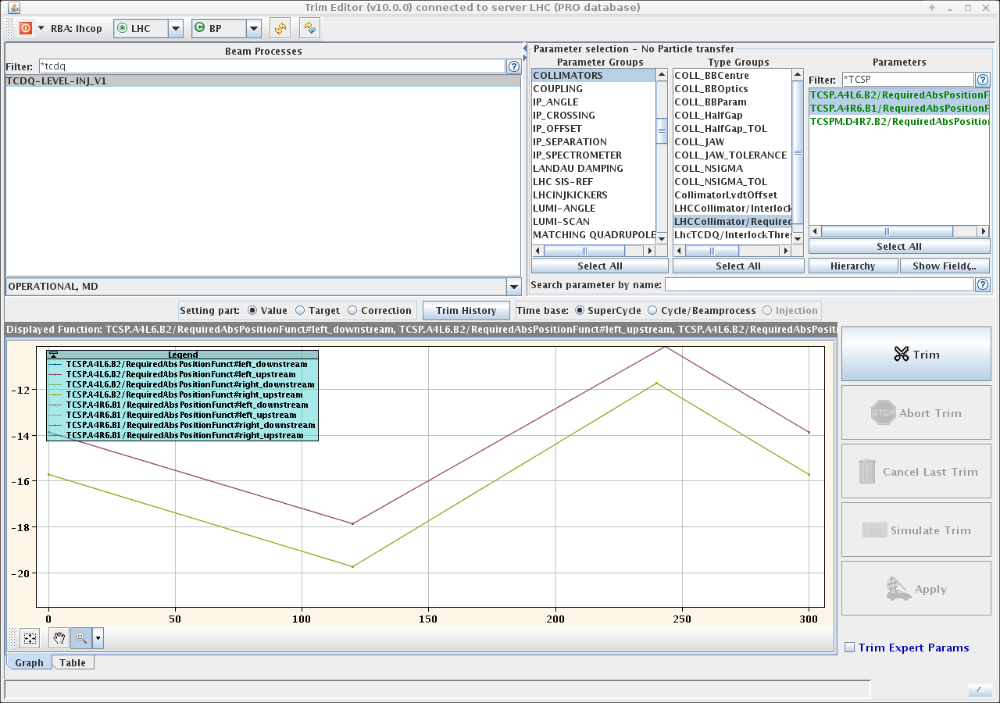 Trim Editor (v10.0.0) connected to server LHC (PRO database)
RBA: lhcop
LHC
BP
Beam Processes
Filter: *tcdq
TCDQ-LEVEL-INJ_V1
OPERATIONAL, MD
Parameter selection - No Particle transfer
Parameter Groups
COLLIMATORS
COUPLING
IP_ANGLE
IP_CROSSING
IP_OFFSET
IP_SEPARATION
IP_SPECTROMETER
LANDAU DAMPING
LHC SIS-REF
LHCINJKICKERS
LUMI-ANGLE
LUMI-SCAN
MATCHING QUADRUPOLE
Select All
Type Groups
COLL_BBCentre
COLL_BBOptics
COLL_BBParam
COLL_HalfGap
COLL_HalfGap_TOL
COLL_JAW
COLL_JAW_TOLERANCE
COLL_NSIGMA
COLL_NSIGMA_TOL
CollimatorLvdtOffset
LHCCollimator/Interlock
LHCCollimator/Required
LhcTCDQ/InterlockThres
Select All
Parameters
Filter: *TCSP
TCSP.A4L6.B2/RequiredAbsPositionF
TCSP.A4R6.B1/RequiredAbsPositionF
TCSPM.D4R7.B2/RequiredAbsPositio
Select All
Hierarchy
Show Field(...
Search parameter by name:
Setting part: Value Target Correction
Trim History
Time base: SuperCycle Cycle/Beamprocess Injection
Displayed Function: TCSP.A4L6.B2/RequiredAbsPositionFunct#left_downstream, TCSP.A4L6.B2/RequiredAbsPositionFunct#left_upstream, TCSP.A4L6.B2/RequiredAbsPosit
Legend
TCSP.A4L6.B2/RequiredAbsPositionFunct#left_downstream
TCSP.A4L6.B2/RequiredAbsPositionFunct#left_upstream
TCSP.A4L6.B2/RequiredAbsPositionFunct#right_downstream
TCSP.A4L6.B2/RequiredAbsPositionFunct#right_upstream
TCSP.A4R6.B1/RequiredAbsPositionFunct#left_downstream
TCSP.A4R6.B1/RequiredAbsPositionFunct#left_upstream
TCSP.A4R6.B1/RequiredAbsPositionFunct#right_downstream
TCSP.A4R6.B1/RequiredAbsPositionFunct#right_upstream
-12
-14
-16
-18
-20
0 50 100 150 200 250 300
Trim
STOP
Abort Trim
Cancel Last Trim
Simulate Trim
Apply
Trim Expert Params
Graph
Table